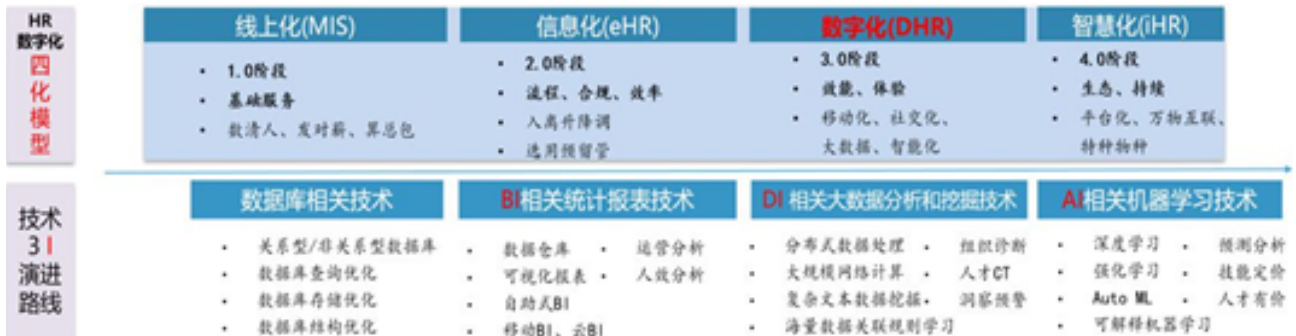 HR
数字化
四
化
模
型
线上化(MIS)
• 1.0阶段
• 基础服务
• 数清人、发对薪、算总包
信息化(eHR)
• 2.0阶段
• 流程、合规、效率
• 入离升降调
• 选用预留管
数字化(DHR)
• 3.0阶段
• 效能、体验
• 移动化、社交化、
大数据、智能化
智慧化(iHR)
• 4.0阶段
• 生态、持续
• 平台化、万物互联、
特种物种
技术
3I
演进
路线
数据库相关技术
• 关系型/非关系型数据库
• 数据库查询优化
• 数据库存储优化
• 数据库结构优化
BI相关统计报表技术
• 数据仓库 • 运营分析
• 可视化报表 • 人效分析
• 自助式BI
• 移动BI、云BI
DI 相关大数据分析和挖掘技术
• 分布式数据处理 • 组织诊断
• 大规模网络计算 • 人才CT
• 复杂文本数据挖掘 • 洞察预警
• 海量数据关联规则学习
AI相关机器学习技术
• 深度学习 • 预测分析
• 强化学习 • 技能定价
• Auto ML • 人才有价
• 可解释机器学习